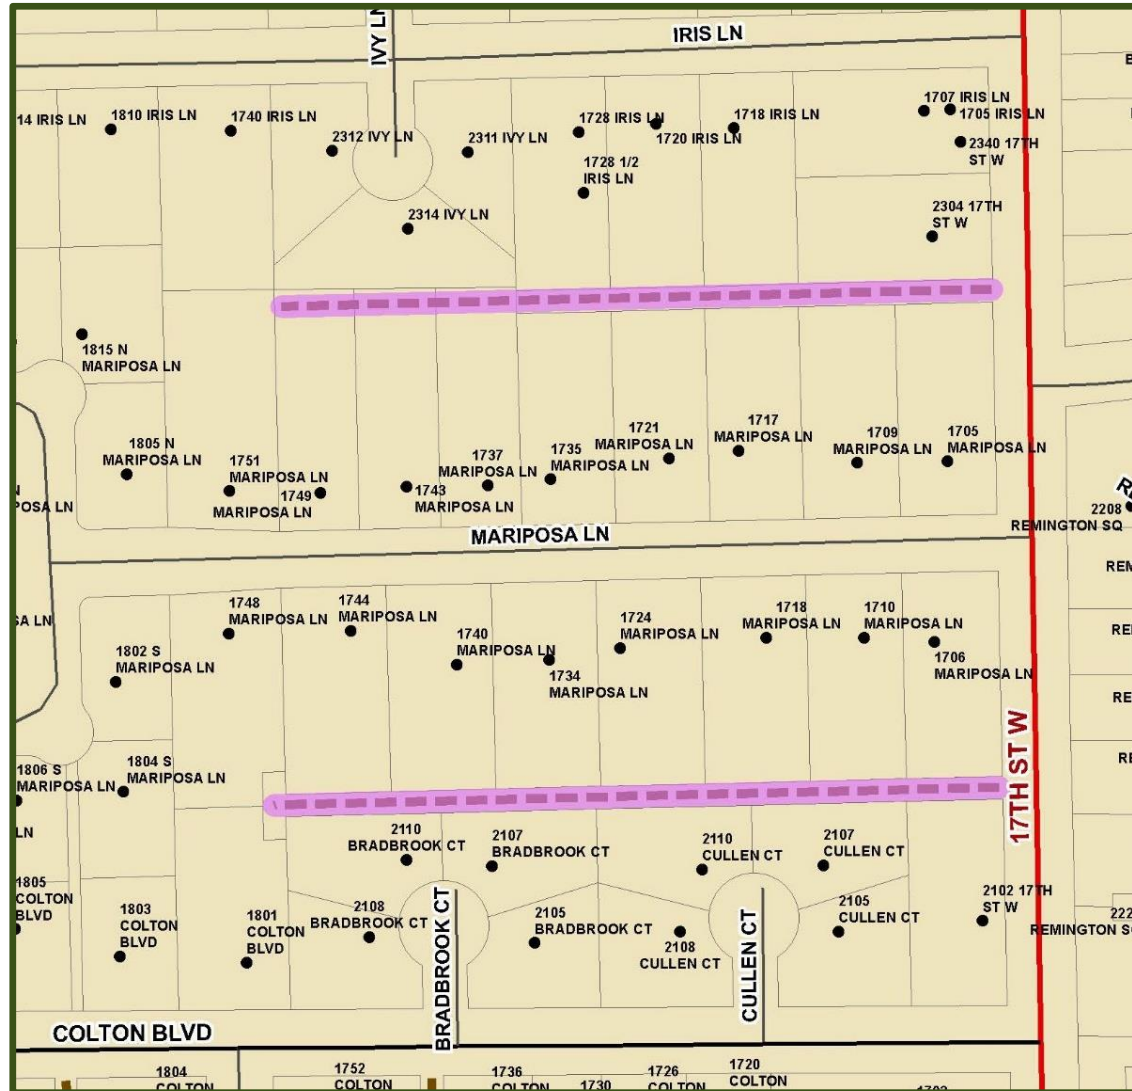 IVY LN
IRIS LN
14 IRIS LN
1810 IRIS LN
1740 IRIS LN
2312 IVY LN
2311 IVY LN
1728 IRIS LN
1720 IRIS LN
1718 IRIS LN
1707 IRIS LN
1705 IRIS LN
2340 17TH
ST W
1728 1/2
IRIS LN
2314 IVY LN
2304 17TH
ST W
1815 N
MARIPOSA LN
1805 N
MARIPOSA LN
1751
MARIPOSA LN
1749
MARIPOSA LN
1743
MARIPOSA LN
1737
MARIPOSA LN
1735
MARIPOSA LN
1721
MARIPOSA LN
1717
MARIPOSA LN
1709
MARIPOSA LN
1705
MARIPOSA LN
POSA LN
2208
REMINGTON SQ
MARIPOSA LN
SA LN
1748
MARIPOSA LN
1744
MARIPOSA LN
1740
MARIPOSA LN
1734
MARIPOSA LN
1724
MARIPOSA LN
1718
MARIPOSA LN
1710
MARIPOSA LN
1706
MARIPOSA LN
1802 S
MARIPOSA LN
1804 S
MARIPOSA LN
1806 S
MARIPOSA LN
17TH ST W
LN
2110
BRADBROOK CT
2107
BRADBROOK CT
2110
CULLEN CT
2107
CULLEN CT
1805
COLTON
BLVD
1803
COLTON
BLVD
1801
COLTON
BLVD
2108
BRADBROOK CT
BRADBROOK CT
2105
BRADBROOK CT
2108
CULLEN CT
CULLEN CT
2105
CULLEN CT
2102 17TH
ST W
222
REMINGTON SQ
COLTON BLVD
1804
COLTON
1752
COLTON
1736
COLTON
1730
1726
COLTON
1720
COLTON